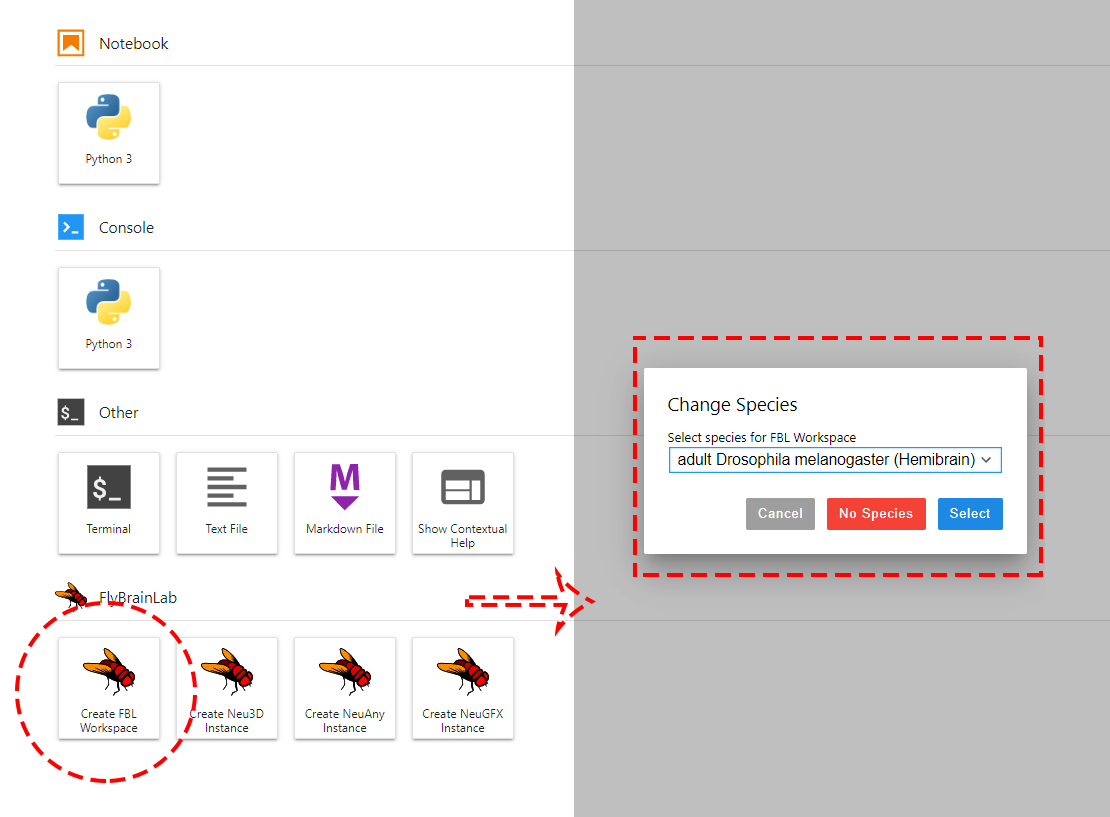 Notebook
Python 3
Console
Python 3
$_
Other
$_
Terminal
Text File
M
Markdown File
Show Contextual
Help
FlyBrainLab
Create FBL
Workspace
Create Neu3D
Instance
Create NeuAny
Instance
Create NeuGFX
Instance
Change Species
Select species for FBL Workspace
adult Drosophila melanogaster (Hemibrain)
Cancel
No Species
Select